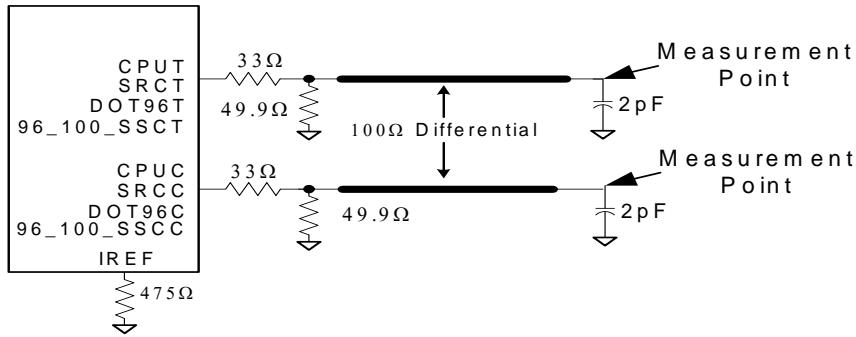 CPUT
SRCT
DOT96T
96_100_SSCT
33Ω
49.9Ω
Measurement
Point
2pF
100Ω Differential
CPUC
SRCC
DOT96C
96_100_SSCC
33Ω
49.9Ω
Measurement
Point
2pF
IREF
475Ω